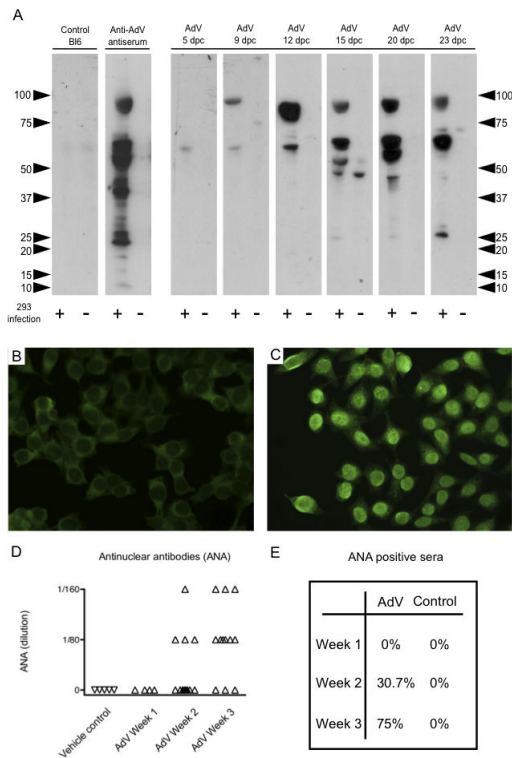 A
Control Bl6
Anti-AdV antiserum
AdV 5 dpc
AdV 9 dpc
AdV 12 dpc
AdV 15 dpc
AdV 20 dpc
AdV 23 dpc
100 100
75 75
50 50
37 37
25 25
20 20
15 15
10 10
293 infection + - + - + - + - + - + - + - + -
B
C
D
Antinuclear antibodies (ANA)
ANA (dilution)
1/160
1/80
0
Vehicle control
AdV Week 1
AdV Week 2
AdV Week 3
E
ANA positive sera
AdV Control
Week 1 0% 0%
Week 2 30.7% 0%
Week 3 75% 0%